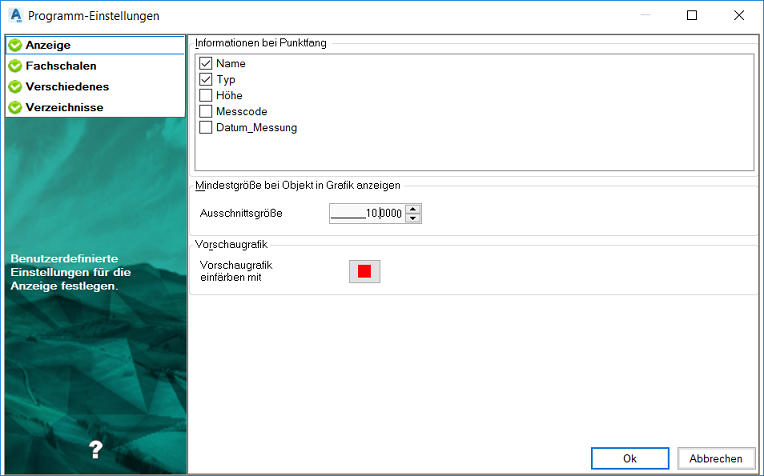 Programm-Einstellungen
Anzeige
Fachschalen
Verschiedenes
Verzeichnisse
Benutzerdefinierte
Einstellungen für die
Anzeige festlegen.
?
Informationen bei Punktfang
Name
Typ
Höhe
Messcode
Datum_Messung
Mindestgröße bei Objekt in Grafik anzeigen
Ausschnittsgröße
________10.0000
Vorschaugrafik
Vorschaugrafik
einfärben mit
Ok
Abbrechen